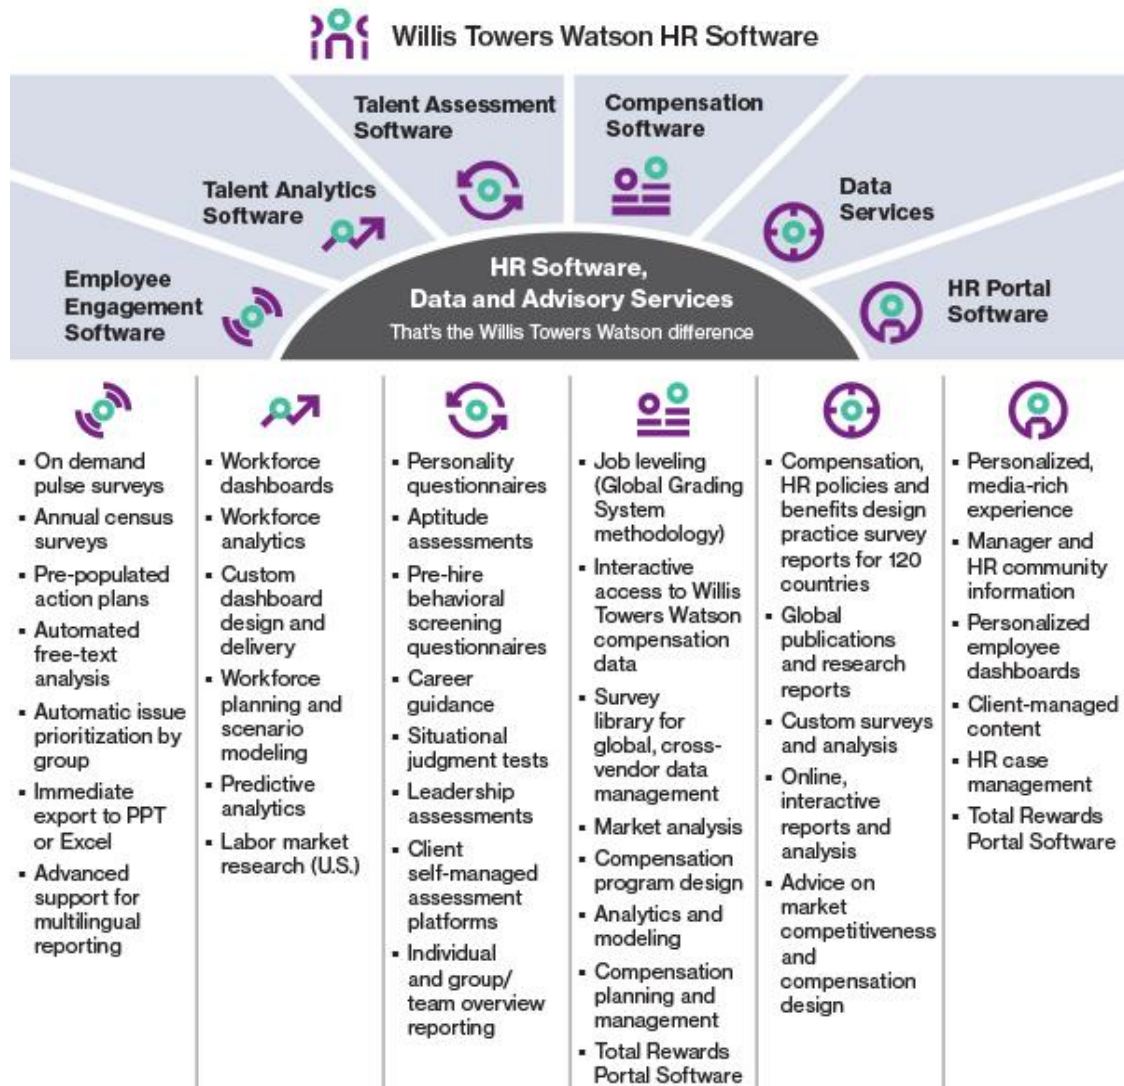 Willis Towers Watson HR Software
Talent Assessment
Software
Compensation
Software
Talent Analytics
Software
Data
Services
Employee
Engagement
Software
HR Portal
Software
HR Software,
Data and Advisory Services
That's the Willis Towers Watson difference
▪ On demand
pulse surveys
▪ Annual census
surveys
▪ Pre-populated
action plans
▪ Automated
free-text
analysis
▪ Automatic issue
prioritization by
group
▪ Immediate
export to PPT
or Excel
▪ Advanced
support for
multilingual
reporting
▪ Workforce
dashboards
▪ Workforce
analytics
▪ Custom
dashboard
design and
delivery
▪ Workforce
planning and
scenario
modeling
▪ Predictive
analytics
▪ Labor market
research (U.S.)
▪ Personality
questionnaires
▪ Aptitude
assessments
▪ Pre-hire
behavioral
screening
questionnaires
▪ Career
guidance
▪ Situational
judgment tests
▪ Leadership
assessments
▪ Client
self-managed
assessment
platforms
▪ Individual
and group/
team overview
reporting
▪ Job leveling
(Global Grading
System
methodology)
▪ Interactive
access to Willis
Towers Watson
compensation
data
▪ Survey
library for
global, cross-
vendor data
management
▪ Market analysis
▪ Compensation
program design
▪ Analytics and
modeling
▪ Compensation
planning and
management
▪ Total Rewards
Portal Software
▪ Compensation,
HR policies and
benefits design
practice survey
reports for 120
countries
▪ Global
publications
and research
reports
▪ Custom surveys
and analysis
▪ Online,
interactive
reports and
analysis
▪ Advice on
market
competitiveness
and
compensation
design
▪ Personalized,
media-rich
experience
▪ Manager and
HR community
information
▪ Personalized
employee
dashboards
▪ Client-managed
content
▪ HR case
management
▪ Total Rewards
Portal Software